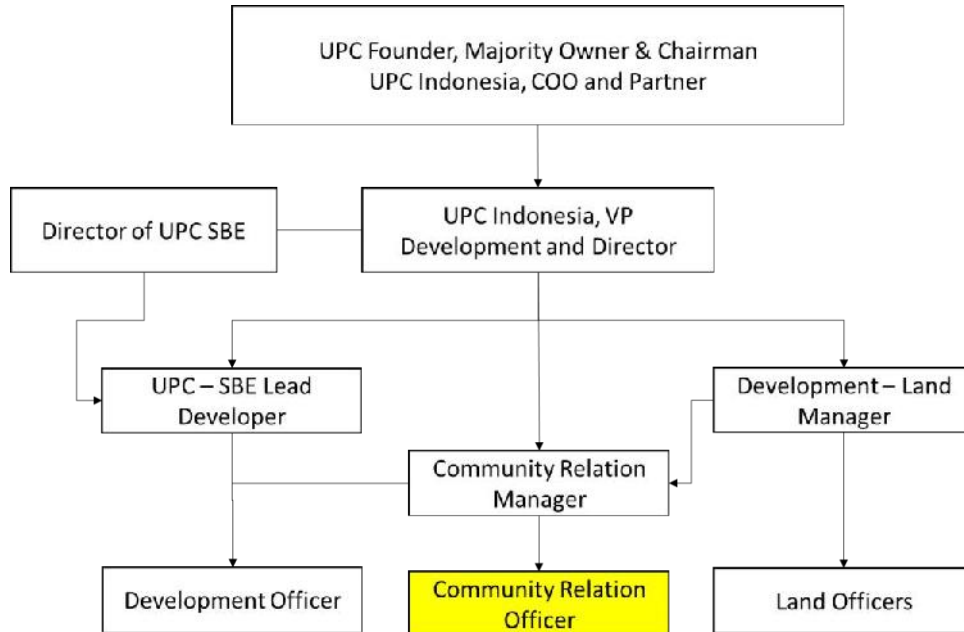 UPC Founder, Majority Owner & Chairman
UPC Indonesia, COO and Partner
Director of UPC SBE
UPC Indonesia, VP
Development and Director
UPC – SBE Lead
Developer
Development – Land
Manager
Community Relation
Manager
Development Officer
Community Relation
Officer
Land Officers